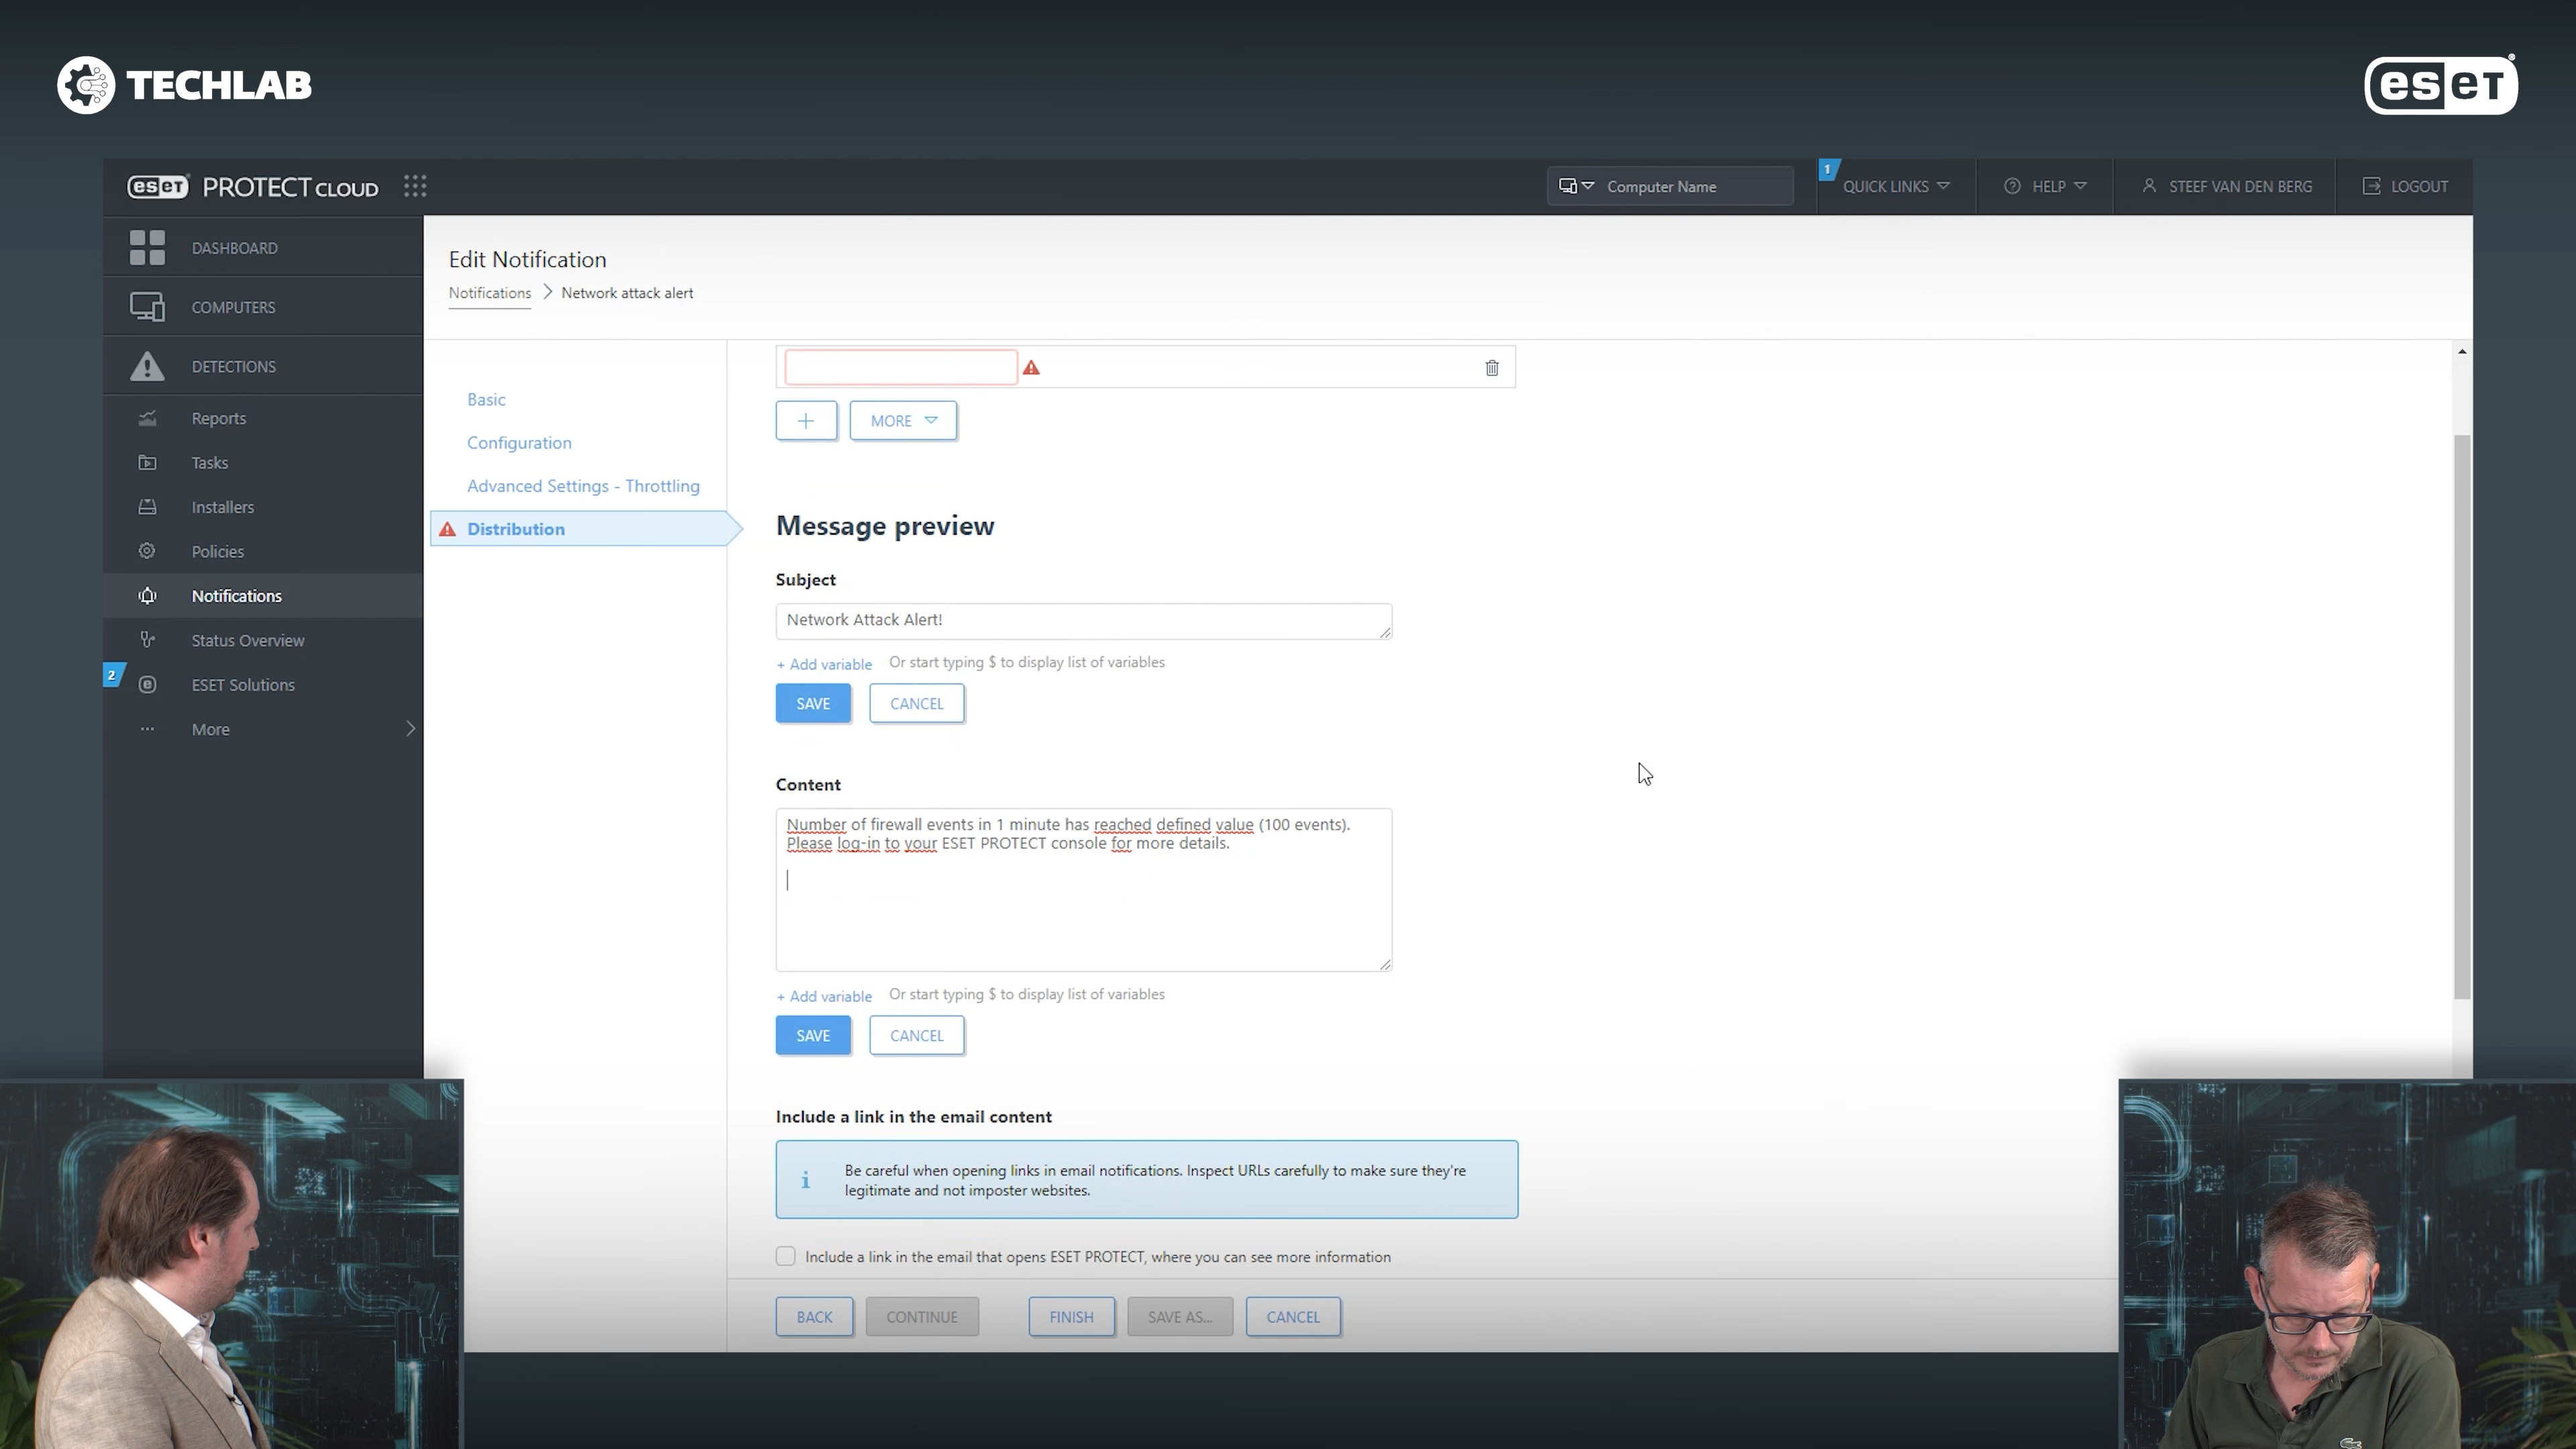 TECHLAB
eset
eset PROTECT CLOUD
Computer Name
1
QUICK LINKS
HELP
STEEF VAN DEN BERG
LOGOUT
DASHBOARD
COMPUTERS
DETECTIONS
Reports
Tasks
Installers
Policies
Notifications
Status Overview
2
ESET Solutions
More
Edit Notification
Notifications > Network attack alert
Basic
Configuration
Advanced Settings - Throttling
Distribution
+
MORE
Message preview
Subject
Network Attack Alert!
+ Add variable Or start typing $ to display list of variables
SAVE CANCEL
Content
Number of firewall events in 1 minute has reached defined value (100 events).
Please log-in to your ESET PROTECT console for more details.
+ Add variable Or start typing $ to display list of variables
SAVE CANCEL
Include a link in the email content
Be careful when opening links in email notifications. Inspect URLs carefully to make sure they're
legitimate and not imposter websites.
Include a link in the email that opens ESET PROTECT, where you can see more information
BACK CONTINUE FINISH SAVE AS... CANCEL